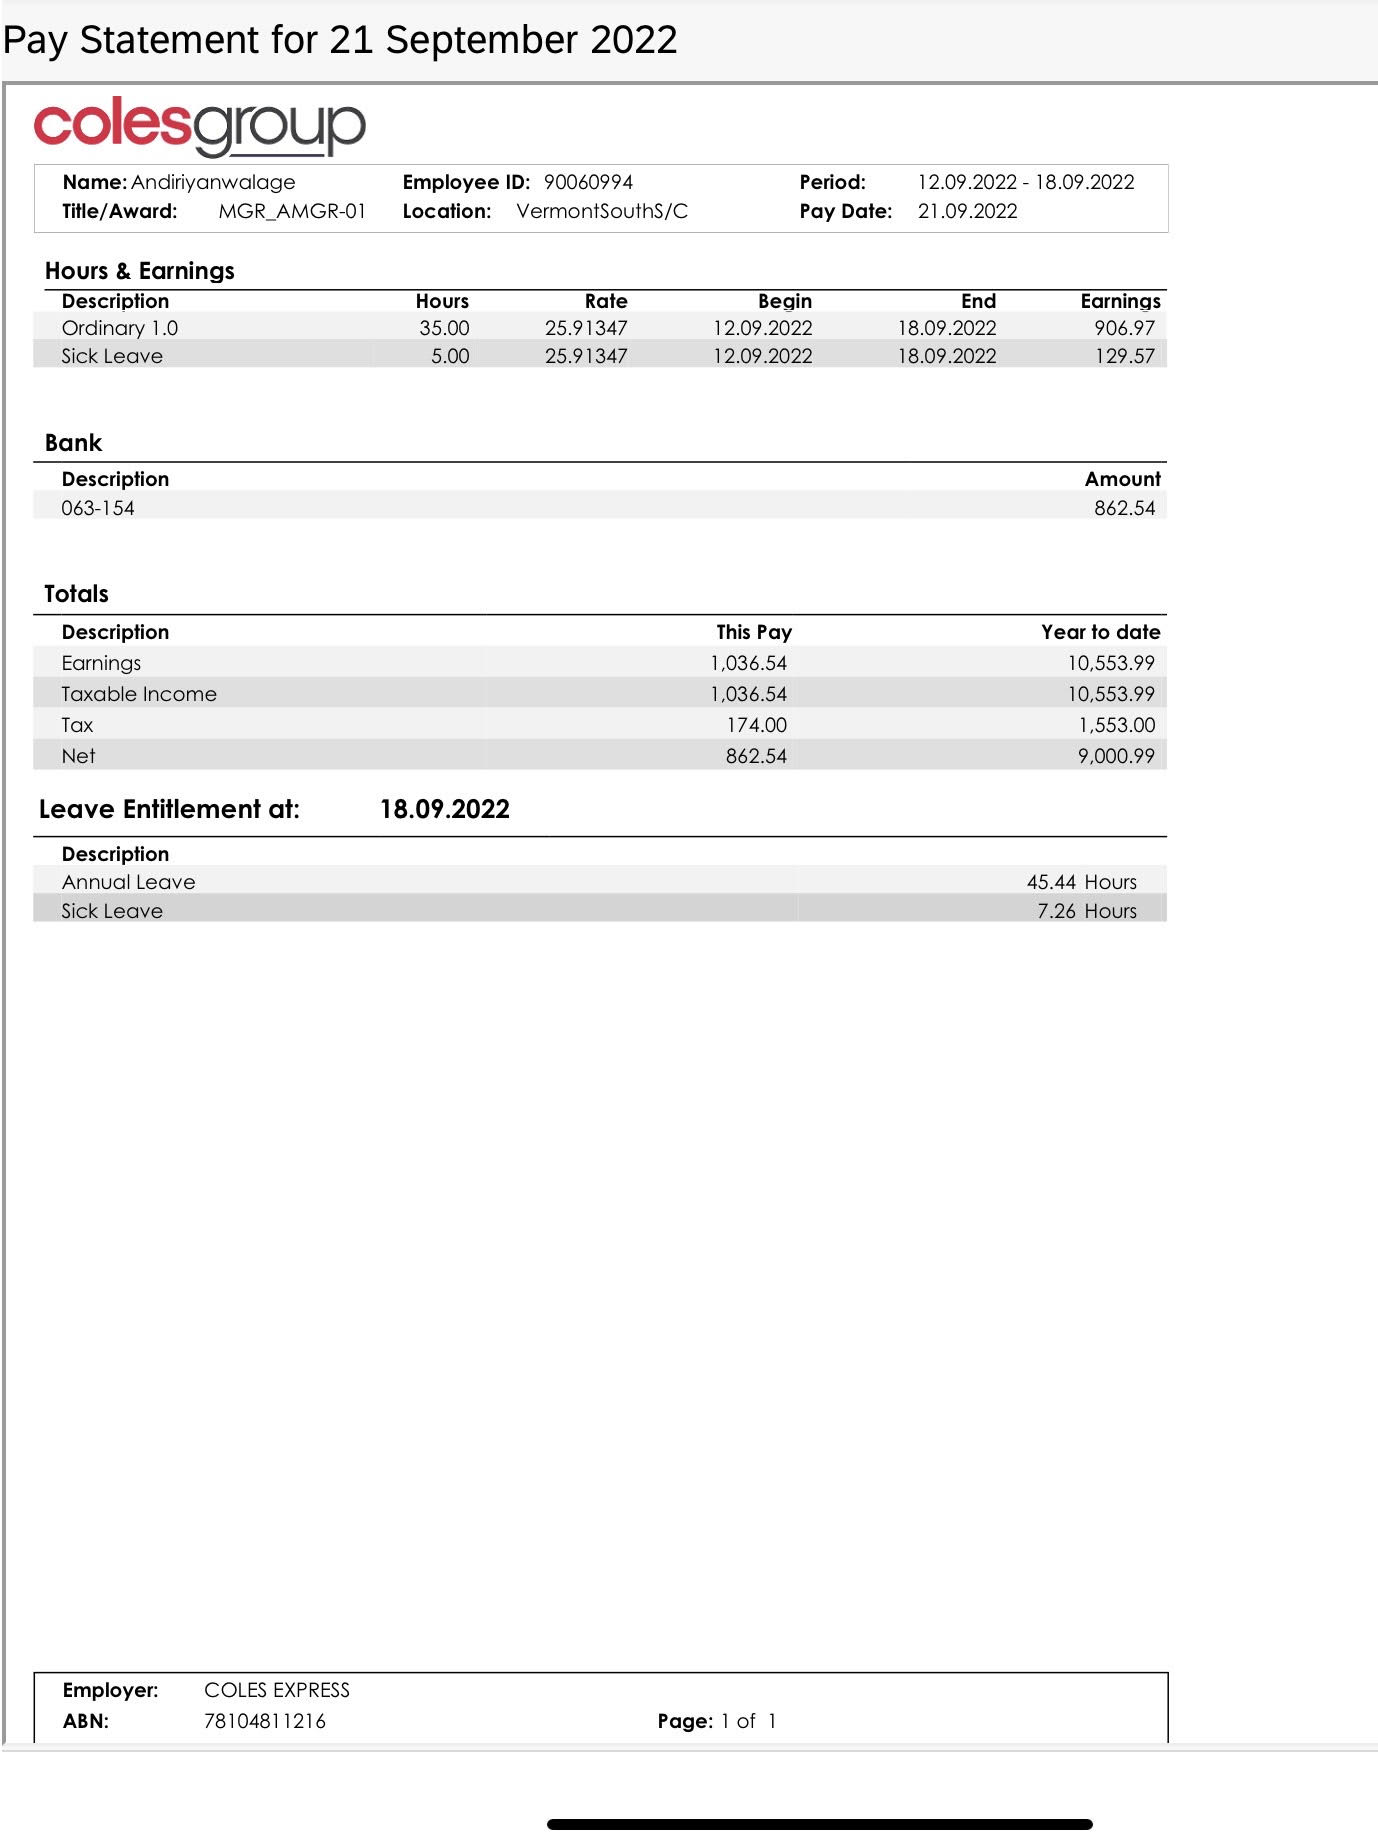 Pay Statement for 21 September 2022
colesgroup
Name: Andiriyanwalage Employee ID: 90060994 Period: 12.09.2022 - 18.09.2022
Title/Award: MGR_AMGR-01 Location: VermontSouthS/C Pay Date: 21.09.2022
Hours & Earnings
Description Hours Rate Begin End Earnings
Ordinary 1.0 35.00 25.91347 12.09.2022 18.09.2022 906.97
Sick Leave 5.00 25.91347 12.09.2022 18.09.2022 129.57
Bank
Description Amount
063-154 862.54
Totals
Description This Pay Year to date
Earnings 1,036.54 10,553.99
Taxable Income 1,036.54 10,553.99
Tax 174.00 1,553.00
Net 862.54 9,000.99
Leave Entitlement at: 18.09.2022
Description
Annual Leave 45.44 Hours
Sick Leave 7.26 Hours
Employer: COLES EXPRESS
ABN: 78104811216 Page: 1 of 1